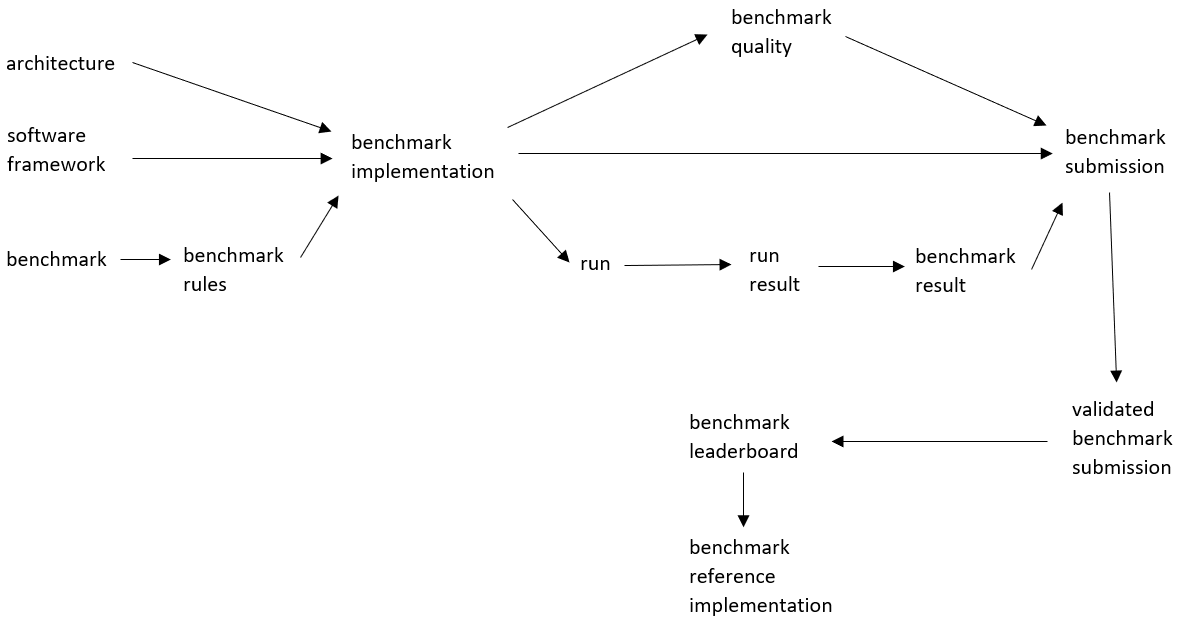 benchmark
quality
architecture
software
framework
benchmark
implementation
benchmark
submission
benchmark
benchmark
rules
run
run
result
benchmark
result
validated
benchmark
submission
benchmark
leaderboard
benchmark
reference
implementation